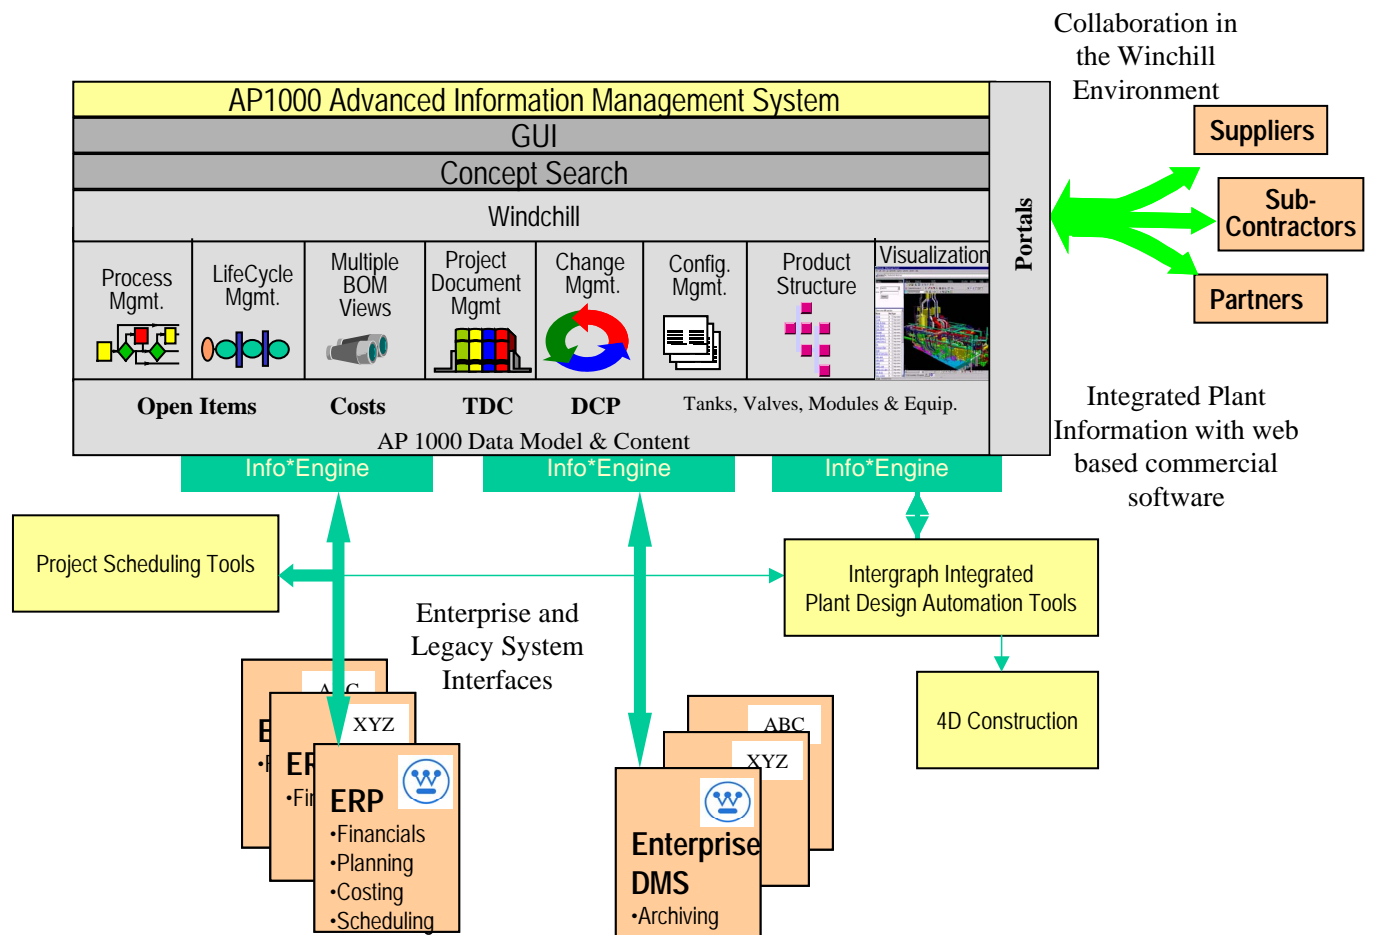 Collaboration in
the Winchill
Environment
AP1000 Advanced Information Management System
GUI
Concept Search
Windchill
Portals
Suppliers
Sub-
Contractors
Partners
Process
Mgmt.
LifeCycle
Mgmt.
Multiple
BOM
Views
Project
Document
Mgmt
Change
Mgmt.
Config.
Mgmt.
Product
Structure
Visualization
Open Items
Costs
TDC
DCP
Tanks, Valves, Modules & Equip.
AP 1000 Data Model & Content
Integrated Plant
Information with web
based commercial
software
Info*Engine
Info*Engine
Info*Engine
Project Scheduling Tools
Intergraph Integrated
Plant Design Automation Tools
Enterprise and
Legacy System
Interfaces
4D Construction
XYZ
ERP
•Financials
•Planning
•Costing
•Scheduling
ABC
XYZ
Enterprise
DMS
•Archiving